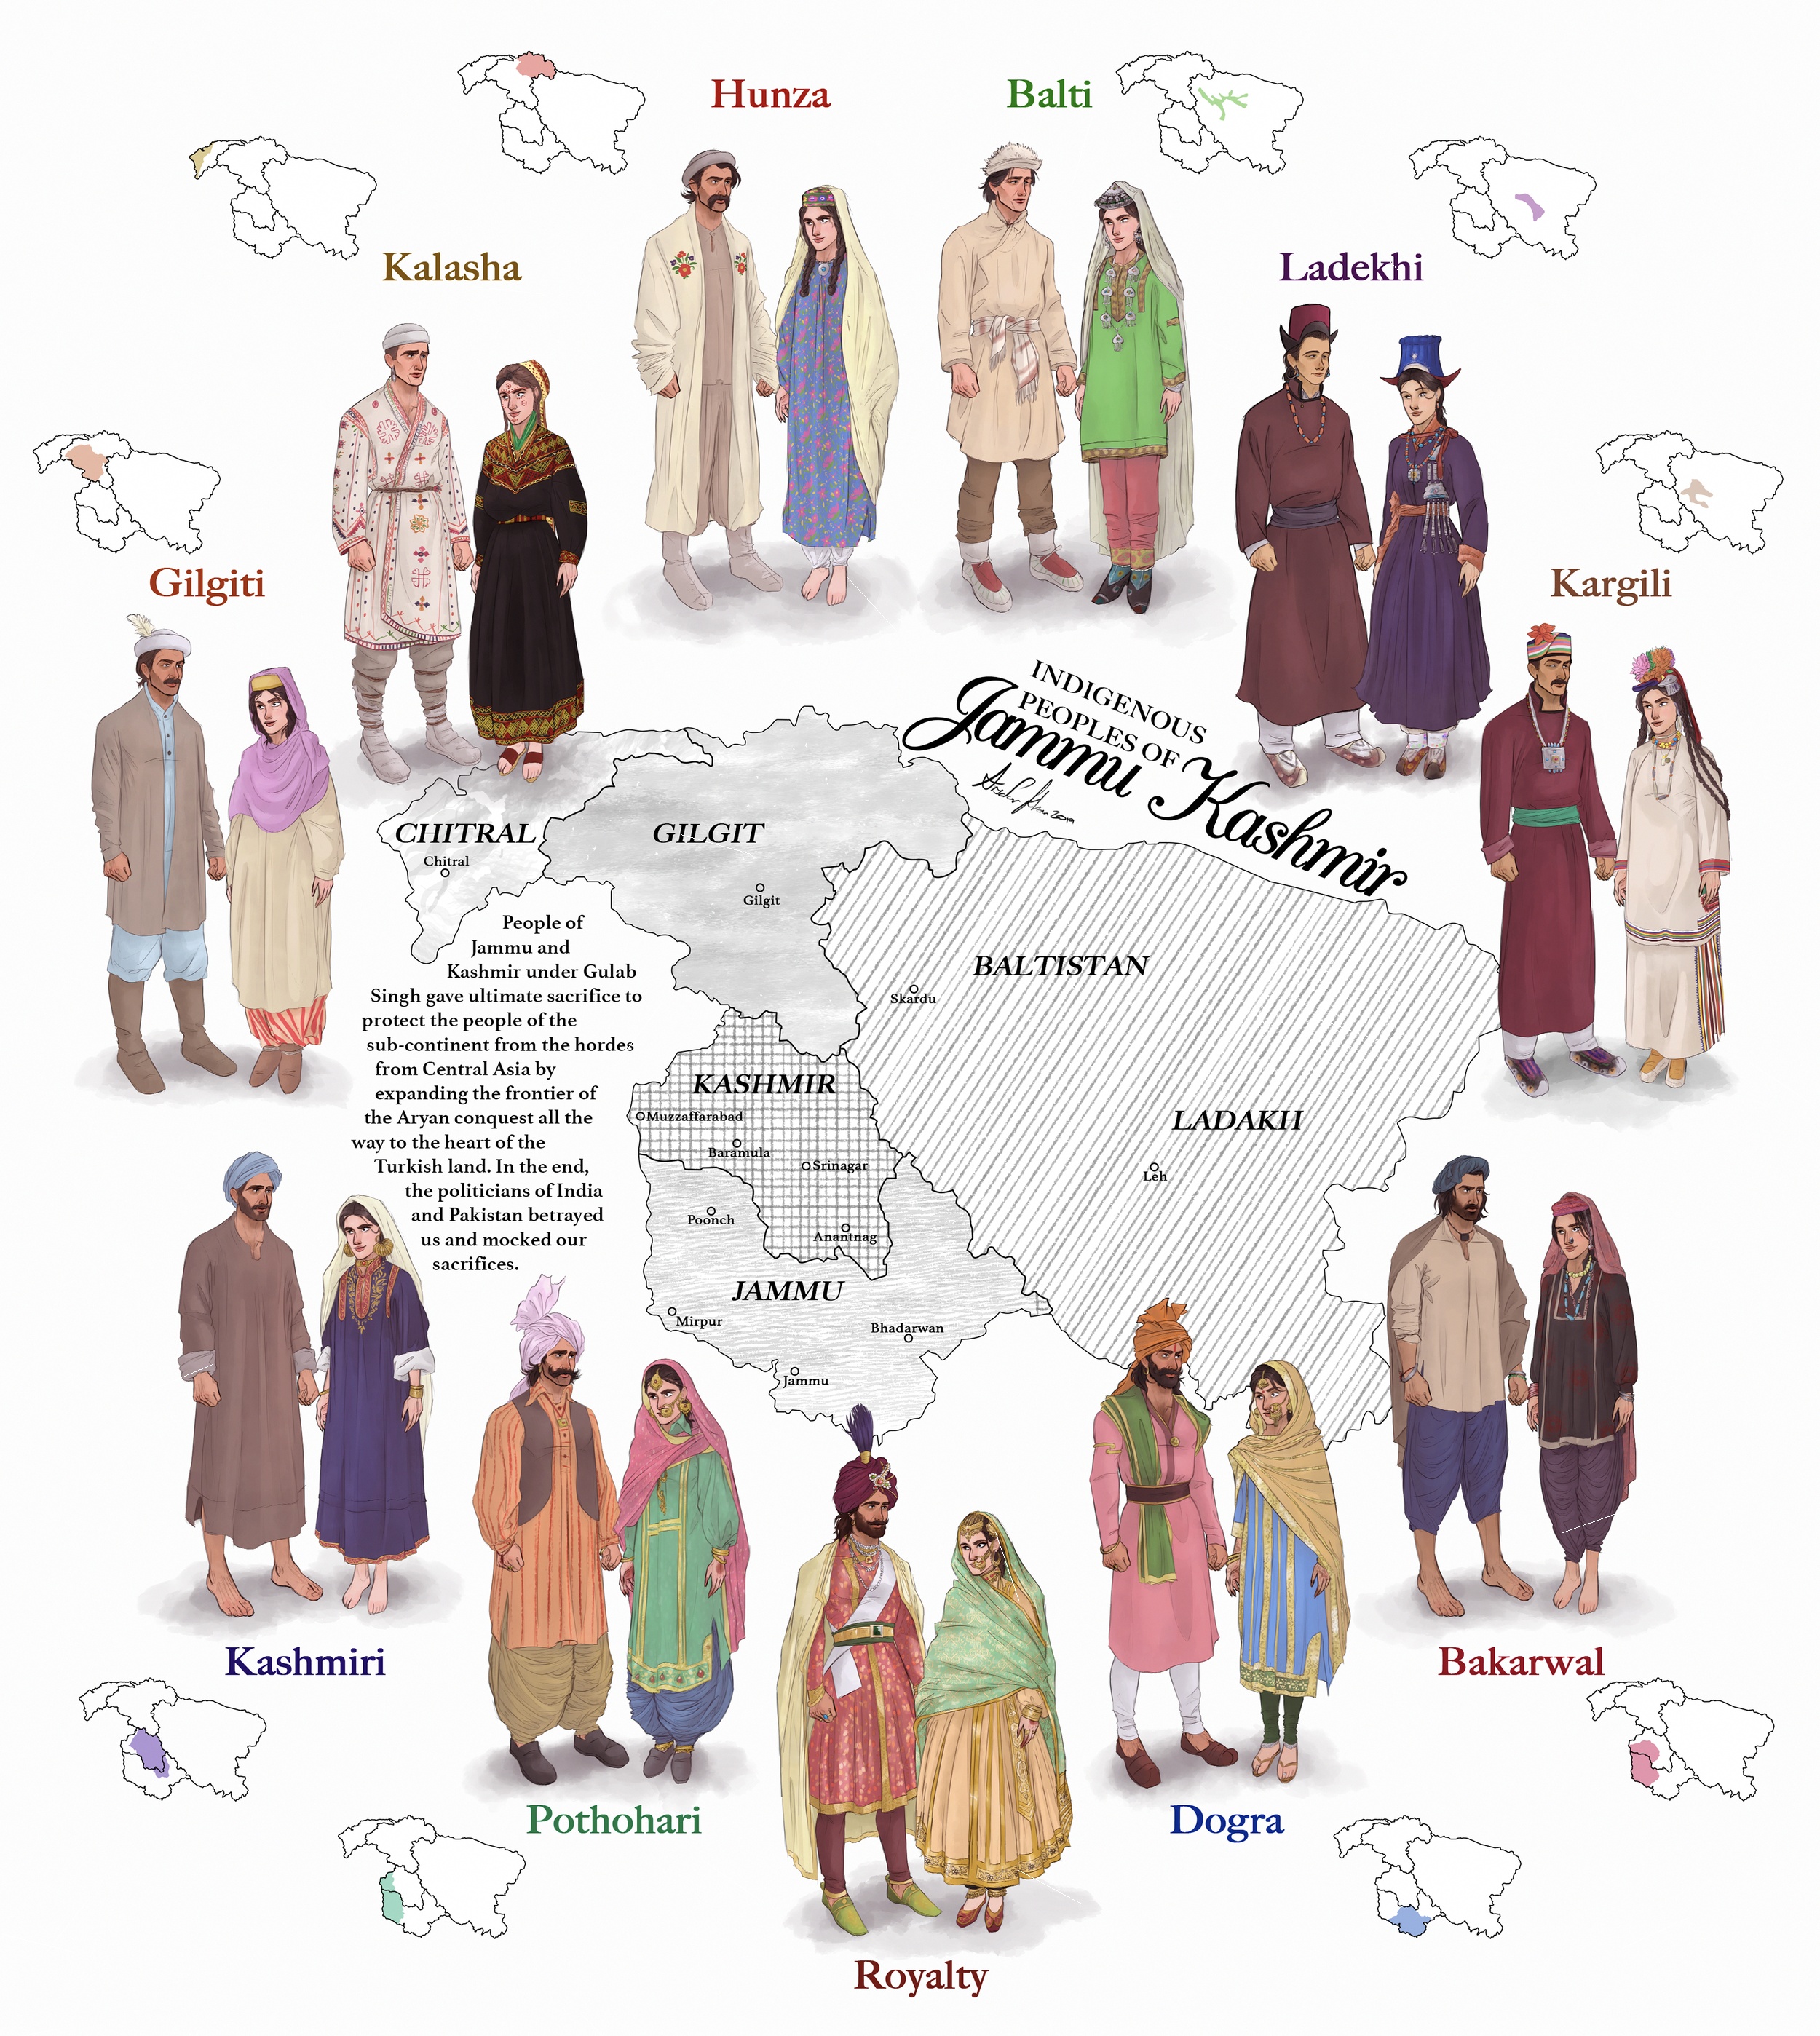 Hunza
Balti
Kalasha
Ladekhi
Gilgiti
Kargili
INDIGENOUS
PEOPLES OF
Jammu Kashmir
2019
CHITRAL
Chitral
GILGIT
Gilgit
People of
Jammu and
Kashmir under Gulab
Singh gave ultimate sacrifice to
protect the people of the
sub-continent from the hordes
from Central Asia by
expanding the frontier of
the Aryan conquest all the
way to the heart of the
Turkish land. In the end,
the politicians of India
and Pakistan betrayed
us and mocked our
sacrifices.
BALTISTAN
Skardu
KASHMIR
Muzzaffarabad
Baramula
Srinagar
Anantnag
LADAKH
Leh
Poonch
JAMMU
Mirpur
Bhadarwan
Jammu
Kashmiri
Bakarwal
Pothohari
Dogra
Royalty